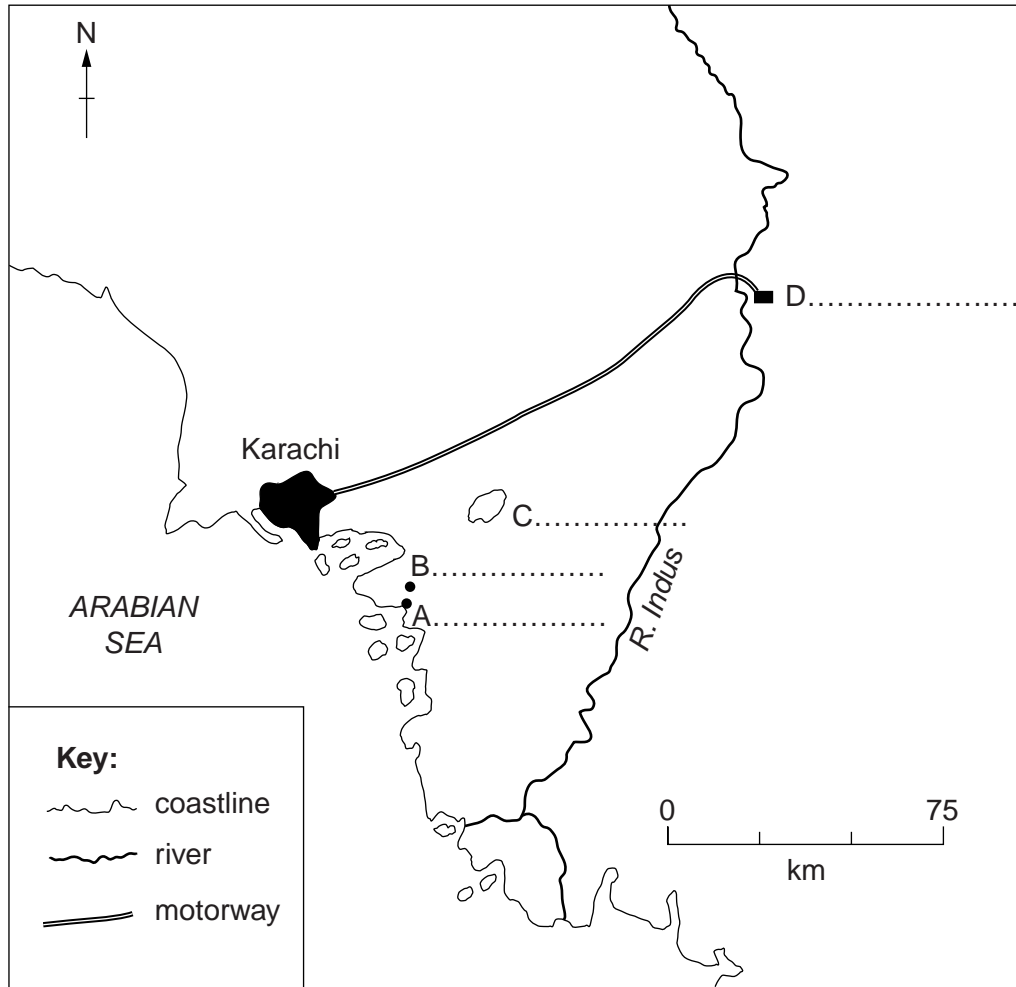 N
D.......................
Karachi
C..................
B....................
A....................
ARABIAN
SEA
R. Indus
Key:
coastline
river
motorway
0 75
km